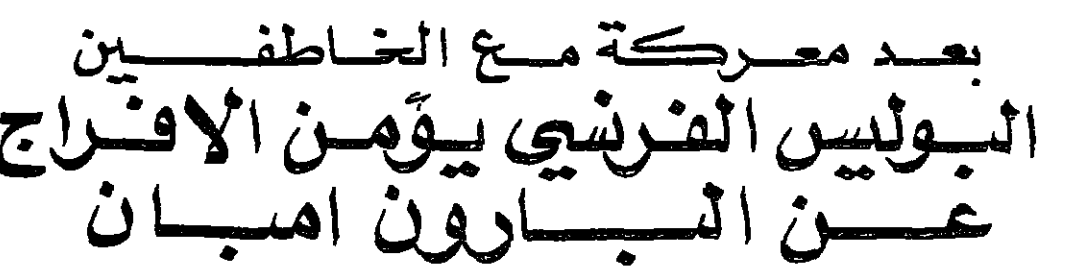 بعد معركة مع الخاطفين
البوليس الفرنسي يؤمن الافراج
عن البارون امبان